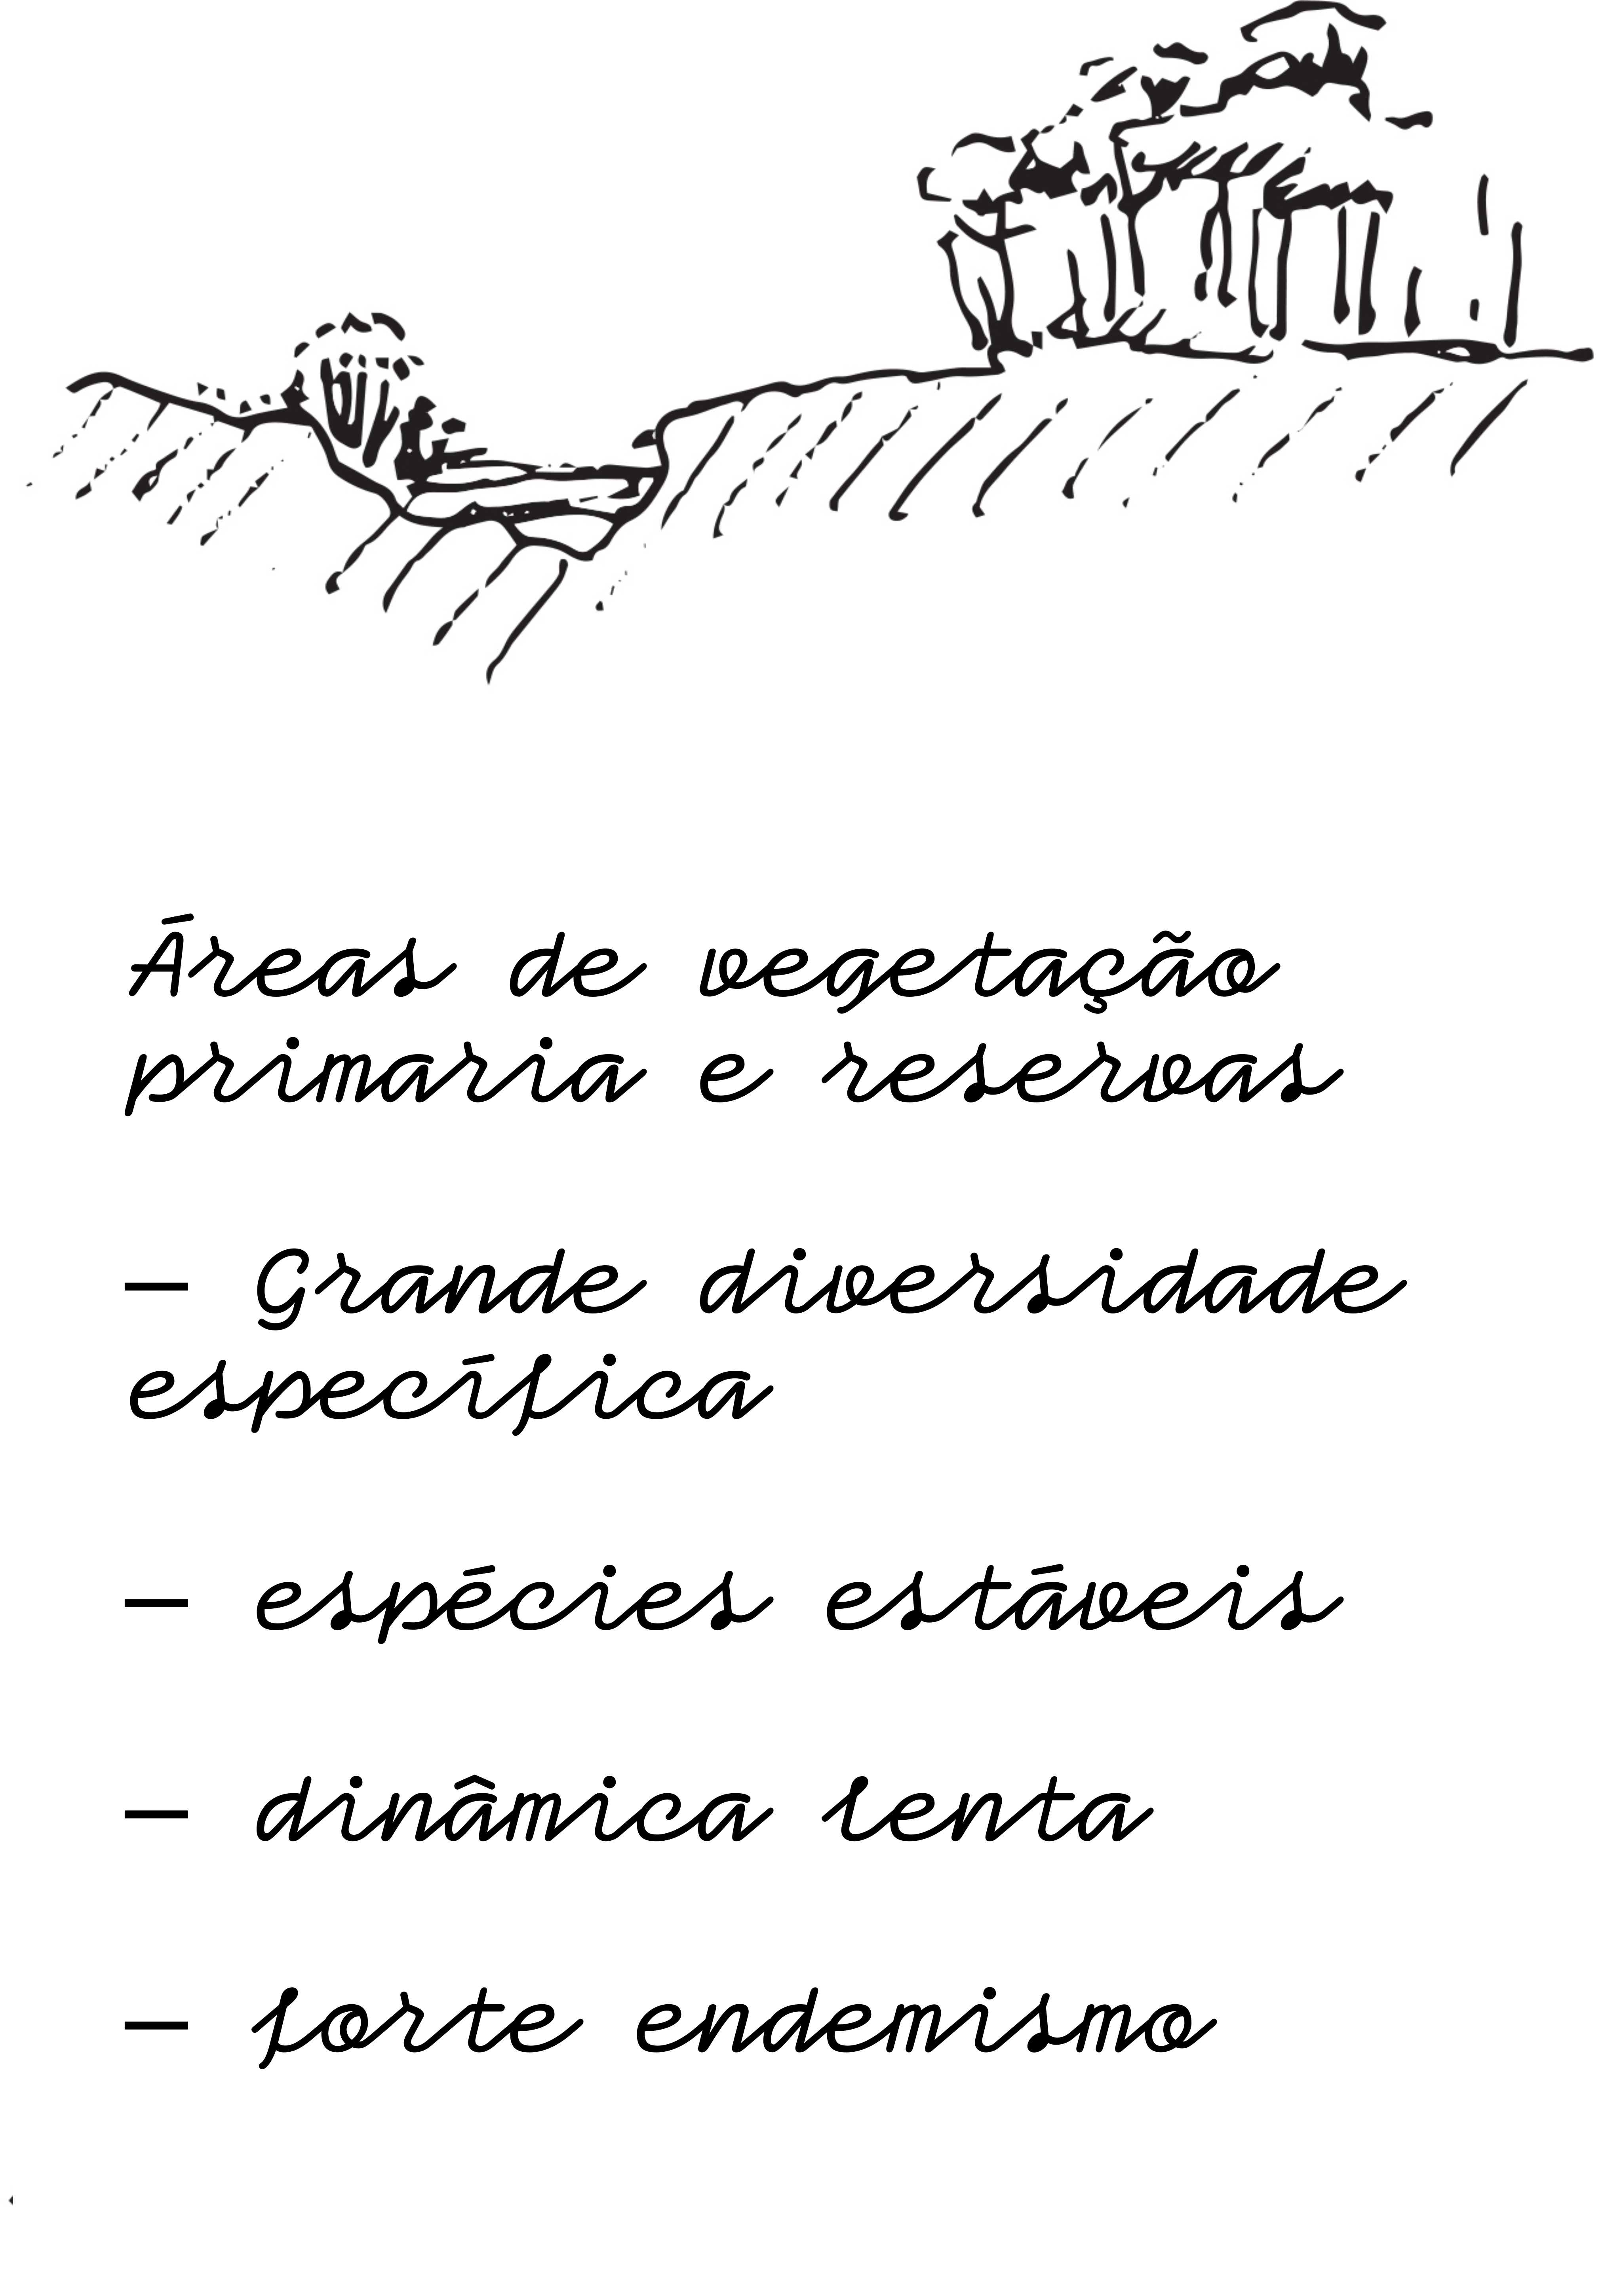 Áreas de vegetação
primaria e reservas
— Grande diversidade
específica
— espécies estáveis
— dinâmica lenta
— forte endemismo